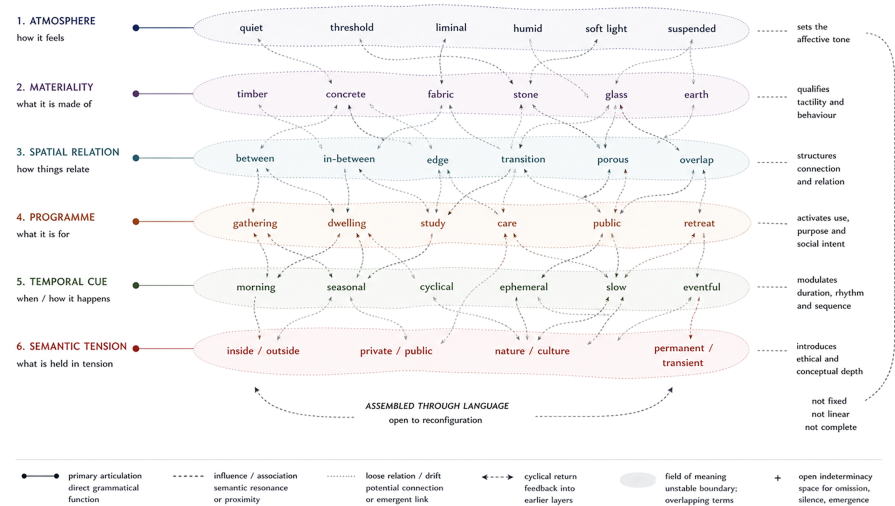 1. ATMOSPHERE
how it feels
quiet threshold liminal humid soft light suspended
sets the
affective tone
2. MATERIALITY
what it is made of
timber concrete fabric stone glass earth
qualifies
tactility and
behaviour
3. SPATIAL RELATION
how things relate
between in-between edge transition porous overlap
structures
connection
and relation
4. PROGRAMME
what it is for
gathering dwelling study care public retreat
activates use,
purpose and
social intent
5. TEMPORAL CUE
when / how it happens
morning seasonal cyclical ephemeral slow eventful
modulates
duration, rhythm
and sequence
6. SEMANTIC TENSION
what is held in tension
inside / outside private / public nature / culture permanent /
transient
introduces
ethical and
conceptual depth
ASSEMBLED THROUGH LANGUAGE
open to reconfiguration
not fixed
not linear
not complete
primary articulation
direct grammatical
function
influence / association
semantic resonance
or proximity
loose relation / drift
potential connection
or emergent link
cyclical return
feedback into
earlier layers
field of meaning
unstable boundary;
overlapping terms
+
open indeterminacy
space for omission,
silence, emergence